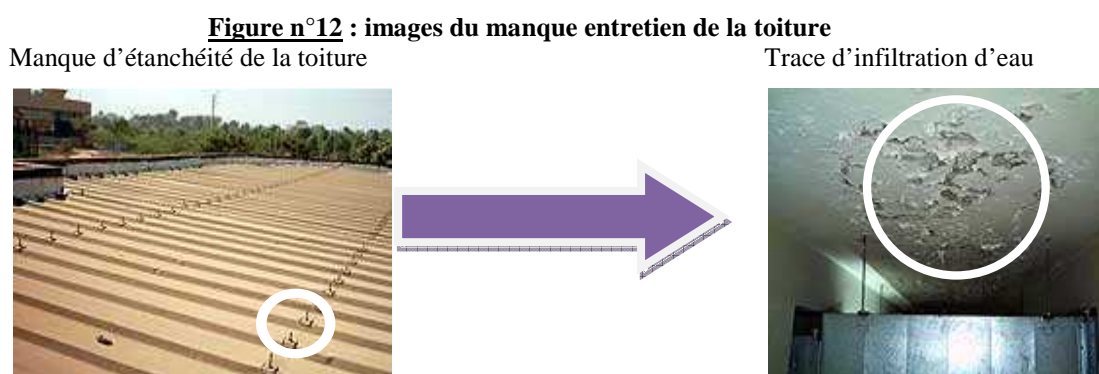 Figure n°12 : images du manque entretien de la toiture
Manque d'étanchéité de la toiture
Trace d'infiltration d'eau